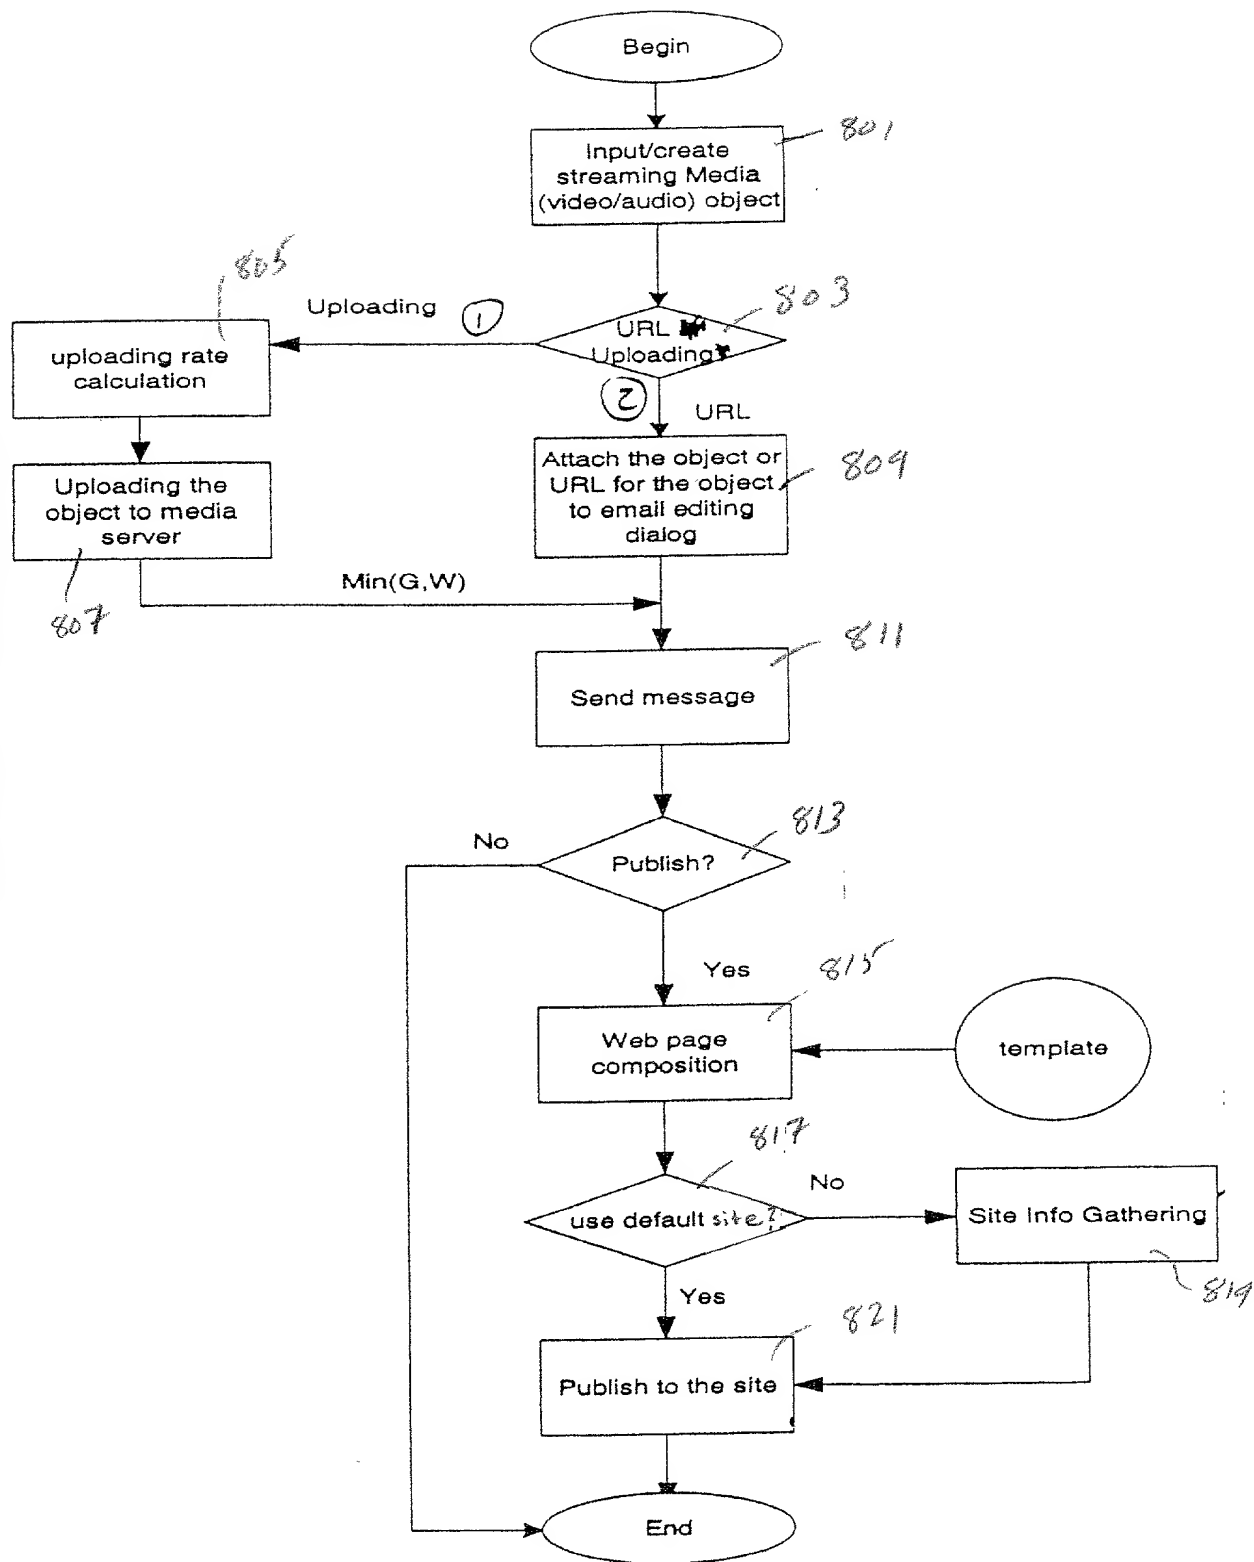 Begin
801
Input/create
streaming Media
(video/audio) object
805
803
Uploading
1
URL
Uploading
uploading rate
calculation
2
URL
Attach the object or
URL for the object
to email editing
dialog
809
Uploading the
object to media
server
Min(G,W)
807
811
Send message
813
No
Publish?
Yes
815
Web page
composition
template
817
No
use default site?
Site Info Gathering
819
Yes
821
Publish to the site
End